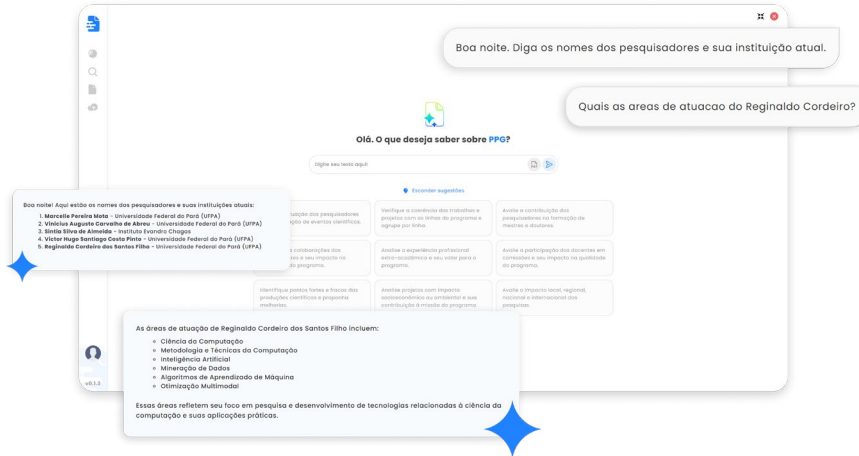 Boa noite. Diga os nomes dos pesquisadores e sua instituição atual.
Quais as areas de atuacao do Reginaldo Cordeiro?
Olá. O que deseja saber sobre PPG?
Digite seu texto aqui!
Esconder sugestões
Boa noite! Aqui estão os nomes dos pesquisadores e suas instituições atuais:
1. Marcelle Pereira Mota - Universidade Federal do Pará (UFPA)
2. Vinicius Augusto Carvalho de Abreu - Universidade Federal do Pará (UFPA)
3. Sintia Silva de Almeida - Instituto Evandro Chagas
4. Victor Hugo Santiago Costa Pinto - Universidade Federal do Pará (UFPA)
5. Reginaldo Cordeiro dos Santos Filho - Universidade Federal do Pará (UFPA)
dos pesquisadores
de eventos científicos.
Verifique a coerência dos trabalhos e
projetos com as linhas do programa e
agrupe por linha.
Avalie a contribuição dos
pesquisadores na formação de
mestres e doutores.
colaborações dos
e seu impacto no
do programa.
Analise a experiência profissional
extra-acadêmica e seu valor para o
programa.
Avalie a participação dos docentes em
comissões e seu impacto na qualidade
do programa.
Identifique pontos fortes e fracos das
produções científicas e proponha
melhorias.
Analise projetos com impacto
socioeconômico ou ambiental e sua
contribuição à missão do programa.
Avalie o impacto local, regional,
nacional e internacional das
pesquisas.
As áreas de atuação de Reginaldo Cordeiro dos Santos Filho incluem:
Ciência da Computação
Metodologia e Técnicas da Computação
Inteligência Artificial
Mineração de Dados
Algoritmos de Aprendizado de Máquina
Otimização Multimodal
Essas áreas refletem seu foco em pesquisa e desenvolvimento de tecnologias relacionadas à ciência da
computação e suas aplicações práticas.